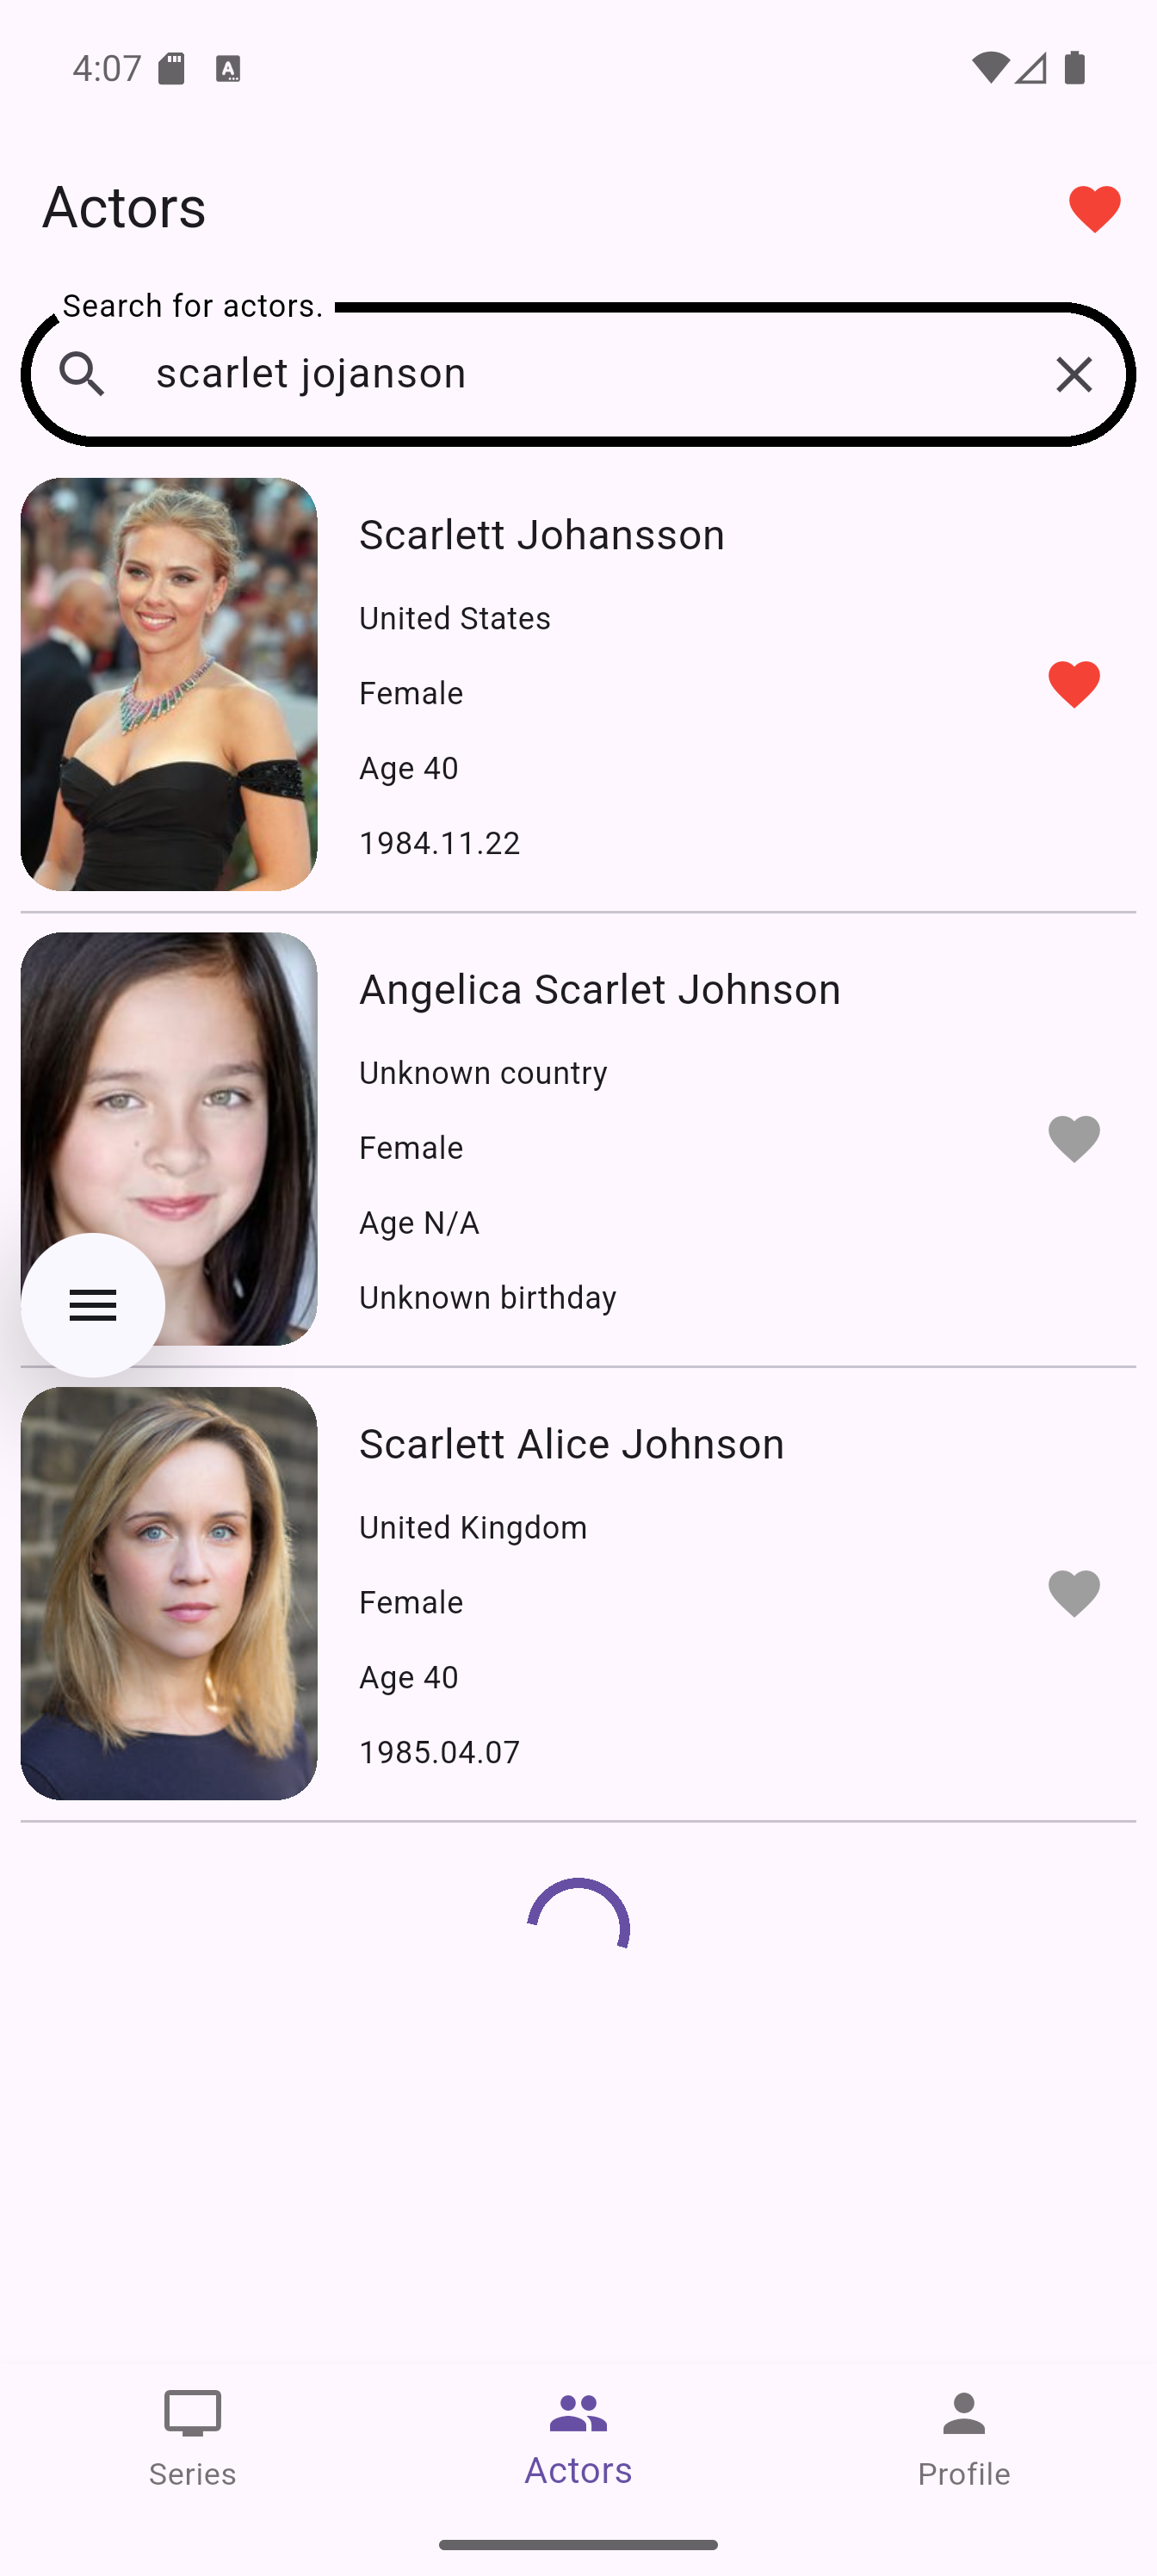 4:07
Actors
Search for actors.
scarlet jojanson
Scarlett Johansson
United States
Female
Age 40
1984.11.22
Angelica Scarlet Johnson
Unknown country
Female
Age N/A
Unknown birthday
Scarlett Alice Johnson
United Kingdom
Female
Age 40
1985.04.07
Series
Actors
Profile